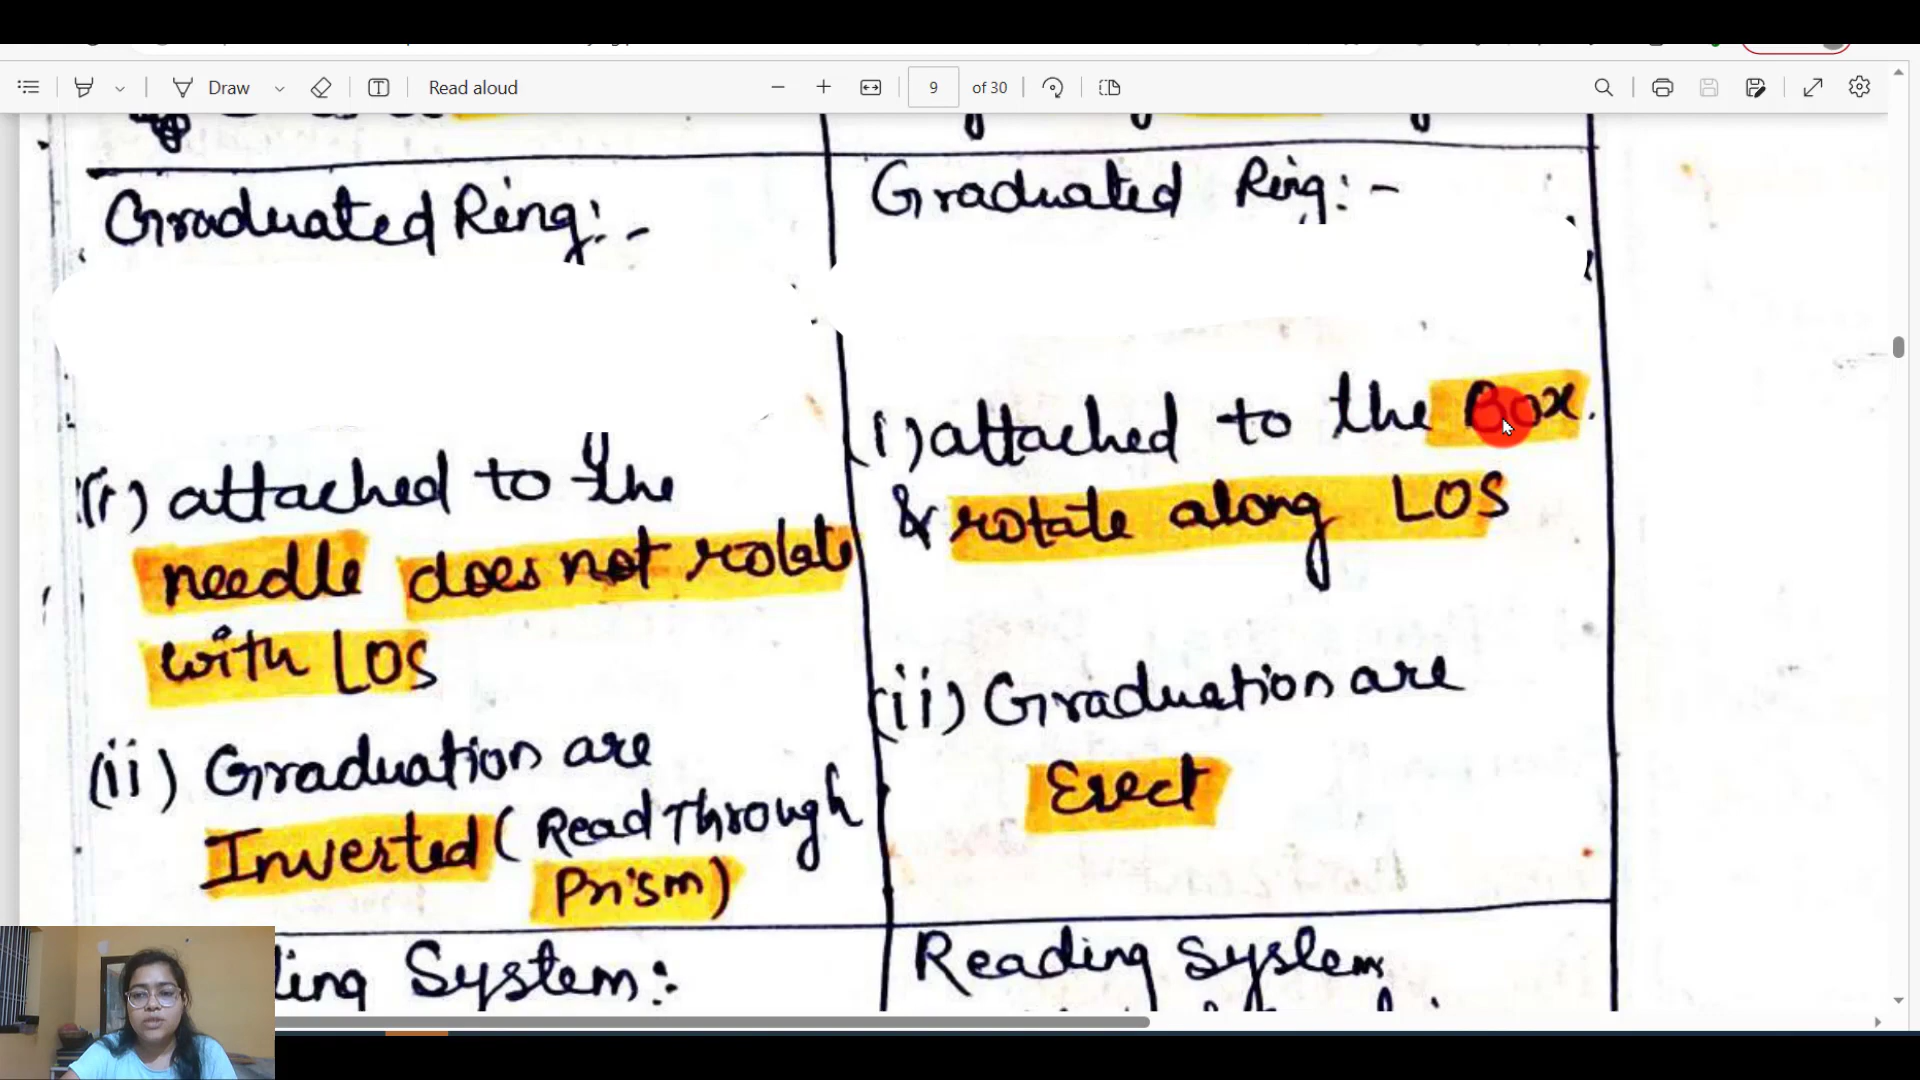 Draw
Read aloud
9
of 30
Graduated Ring:-
(i) attached to the
needle does not rotate
with LOS
(ii) Graduation are
Inverted (Read Through
Prism)
ling System:
Graduated Ring:-
(i) attached to the Box.
& rotate along LOS
(ii) Graduation are
Erect
Reading System